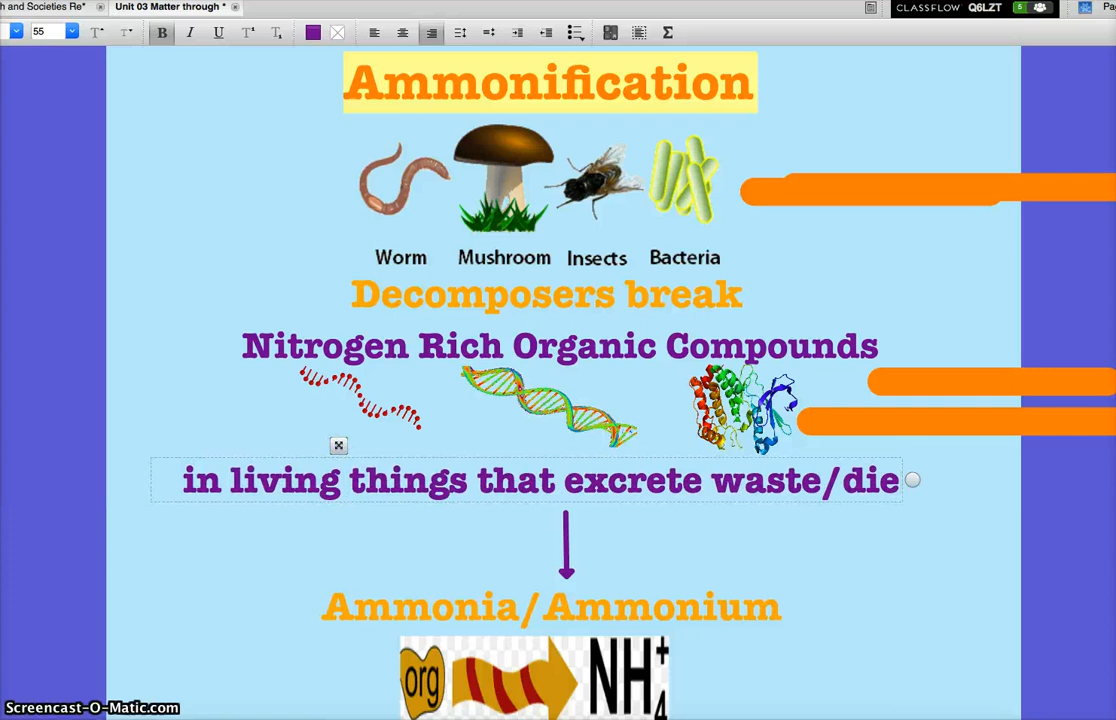 h and Societies Re*
Unit 03 Matter through *
CLASSFLOW Q6LZT 5
Pa
55
B I U T T
Ammonification
Worm Mushroom Insects Bacteria
Decomposers break
Nitrogen Rich Organic Compounds
in living things that excrete waste/die
Ammonia/Ammonium
org NH4+
Screencast-O-Matic.com